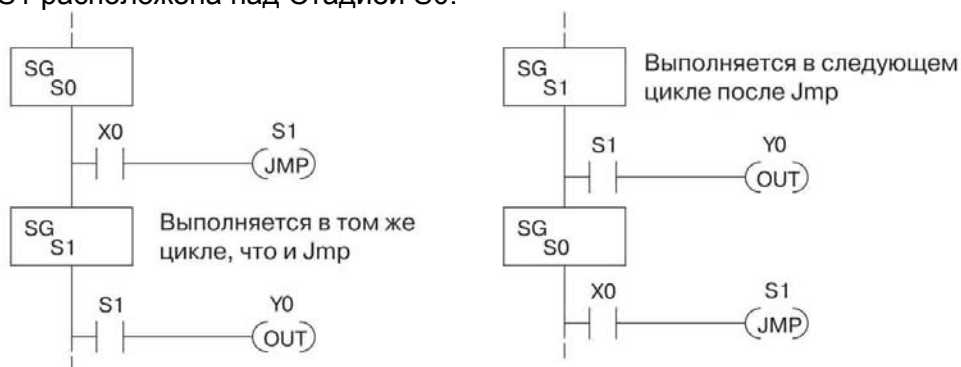 S1 расположена над Стадией S0.
SG
S0
X0
S1
JMP
SG
S1
Выполняется в том же
цикле, что и Jmp
S1
Y0
OUT
SG
S1
Выполняется в следующем
цикле после Jmp
S1
Y0
OUT
SG
S0
X0
S1
JMP